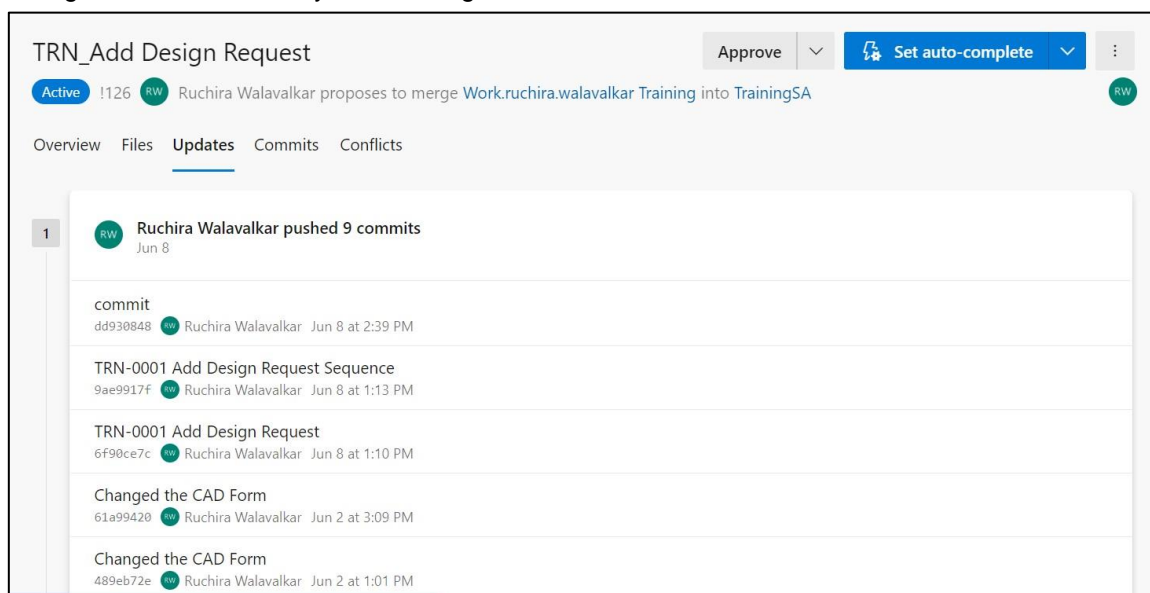 TRN_Add Design Request
Approve
Set auto-complete
Active !126 RW Ruchira Walavalkar proposes to merge Work.ruchira.walavalkar Training into TrainingSA
RW
Overview Files Updates Commits Conflicts
1
RW Ruchira Walavalkar pushed 9 commits
Jun 8
commit
dd930848 RW Ruchira Walavalkar Jun 8 at 2:39 PM
TRN-0001 Add Design Request Sequence
9ae9917f RW Ruchira Walavalkar Jun 8 at 1:13 PM
TRN-0001 Add Design Request
6f90ce7c RW Ruchira Walavalkar Jun 8 at 1:10 PM
Changed the CAD Form
61a99420 RW Ruchira Walavalkar Jun 2 at 3:09 PM
Changed the CAD Form
489eb72e RW Ruchira Walavalkar Jun 2 at 1:01 PM